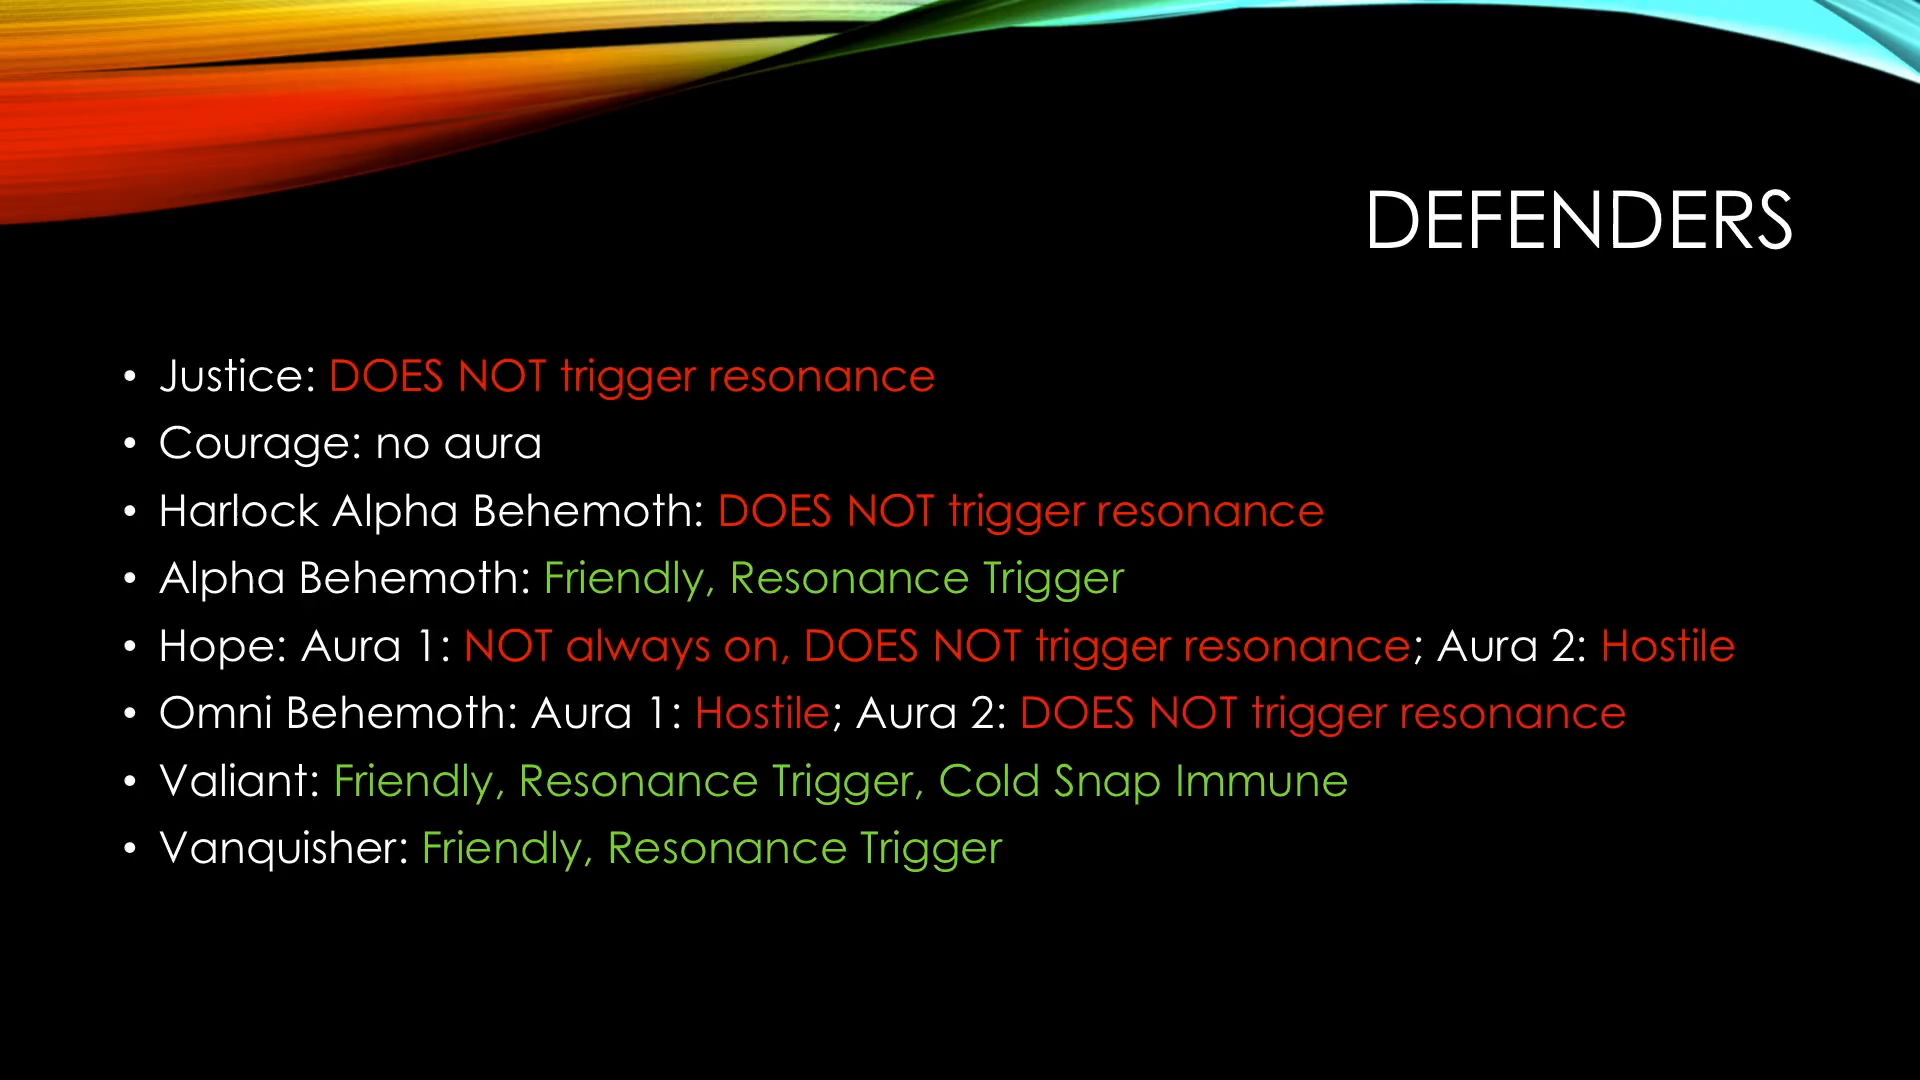 DEFENDERS
• Justice: DOES NOT trigger resonance
• Courage: no aura
• Harlock Alpha Behemoth: DOES NOT trigger resonance
• Alpha Behemoth: Friendly, Resonance Trigger
• Hope: Aura 1: NOT always on, DOES NOT trigger resonance; Aura 2: Hostile
• Omni Behemoth: Aura 1: Hostile; Aura 2: DOES NOT trigger resonance
• Valiant: Friendly, Resonance Trigger, Cold Snap Immune
• Vanquisher: Friendly, Resonance Trigger